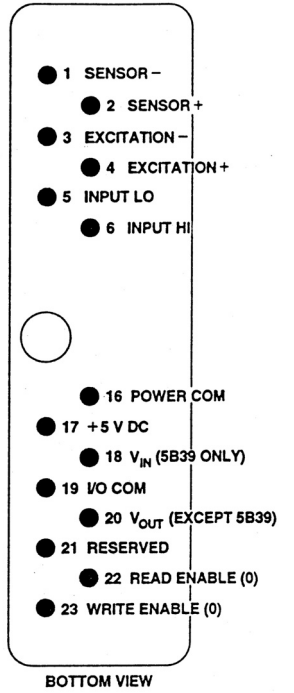 1 SENSOR −
2 SENSOR +
3 EXCITATION −
4 EXCITATION +
5 INPUT LO
6 INPUT HI
16 POWER COM
17 +5 V DC
18 VIN (5B39 ONLY)
19 I/O COM
20 VOUT (EXCEPT 5B39)
21 RESERVED
22 READ ENABLE (0)
23 WRITE ENABLE (0)
BOTTOM VIEW